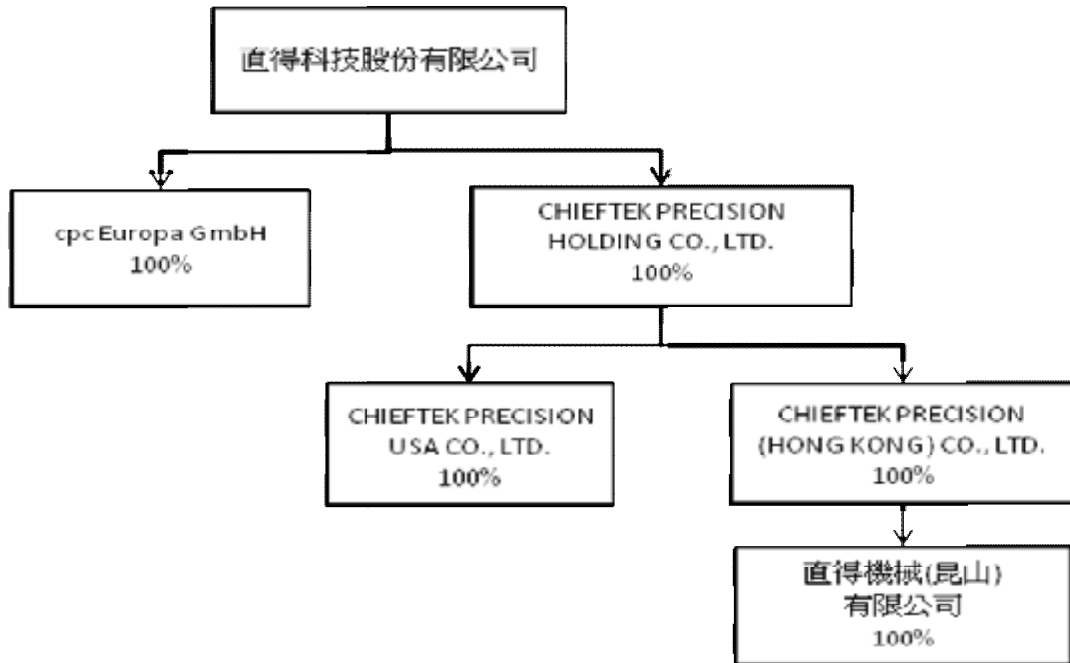 直得科技股份有限公司
cpc Europa GmbH
100%
CHIEFTEK PRECISION
HOLDING CO., LTD.
100%
CHIEFTEK PRECISION
USA CO., LTD.
100%
CHIEFTEK PRECISION
(HONG KONG) CO., LTD.
100%
直得機械(昆山)
有限公司
100%